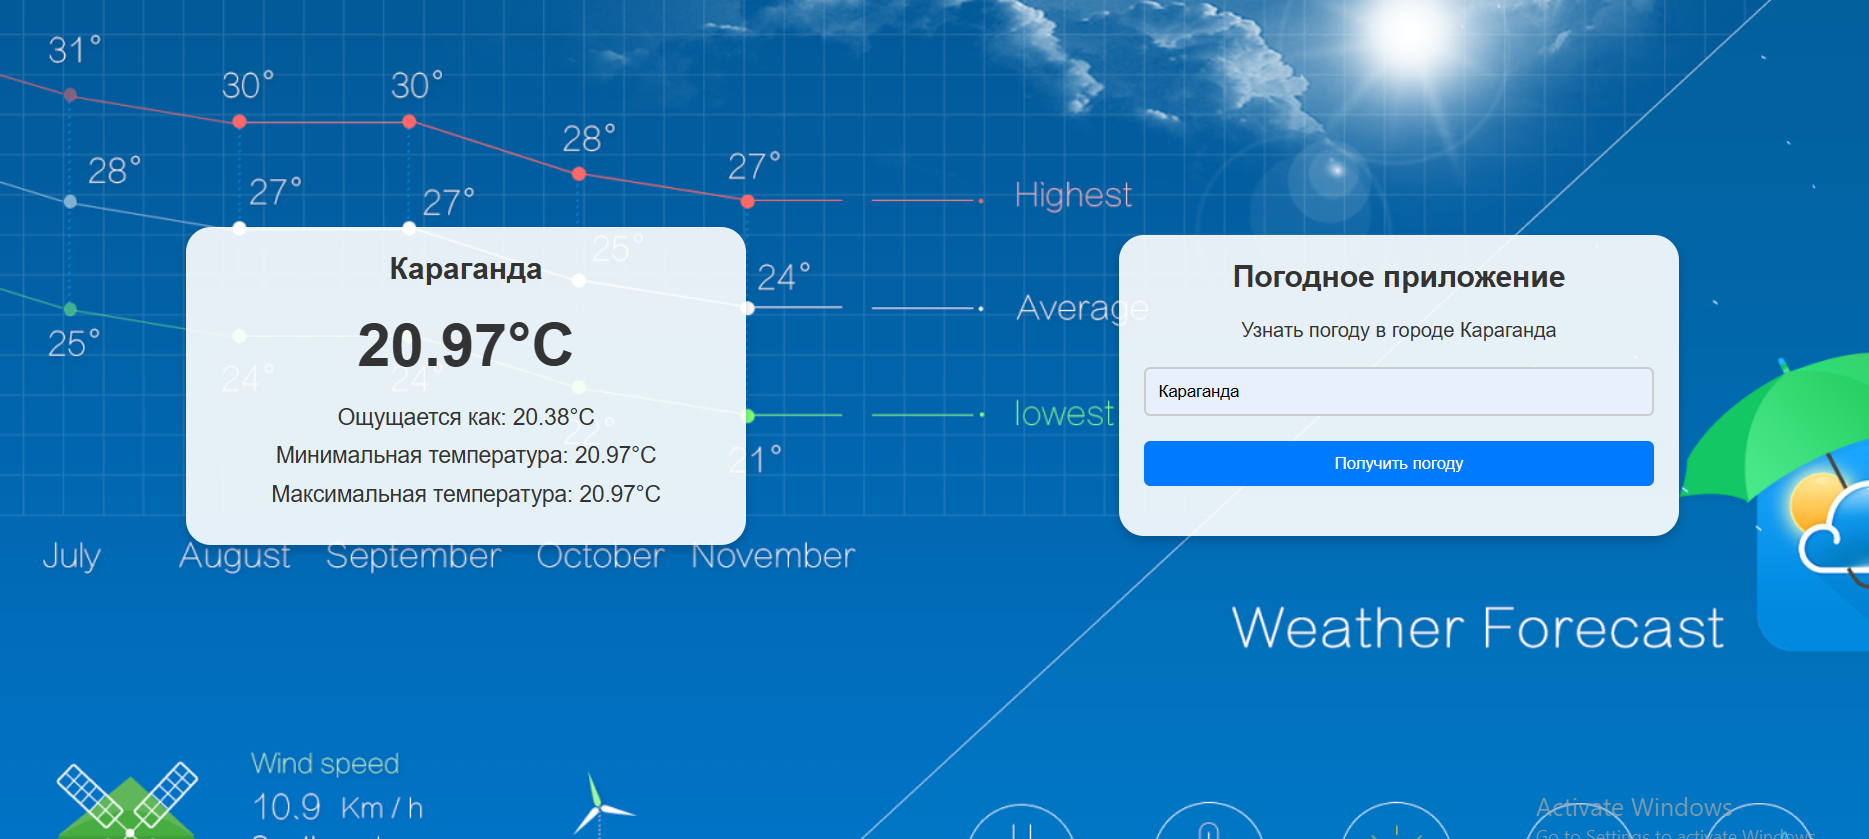 31°
30°
30°
28°
27°
28°
27°
27°
25°
24°
25°
24°
24°
22°
21°
Highest
Average
lowest
July
August
September
October
November
Караганда
20.97°C
Ощущается как: 20.38°C
Минимальная температура: 20.97°C
Максимальная температура: 20.97°C
Погодное приложение
Узнать погоду в городе Караганда
Караганда
Получить погоду
Weather Forecast
Wind speed
10.9 Km / h
Activate Windows
Go to Settings to activate Windows.